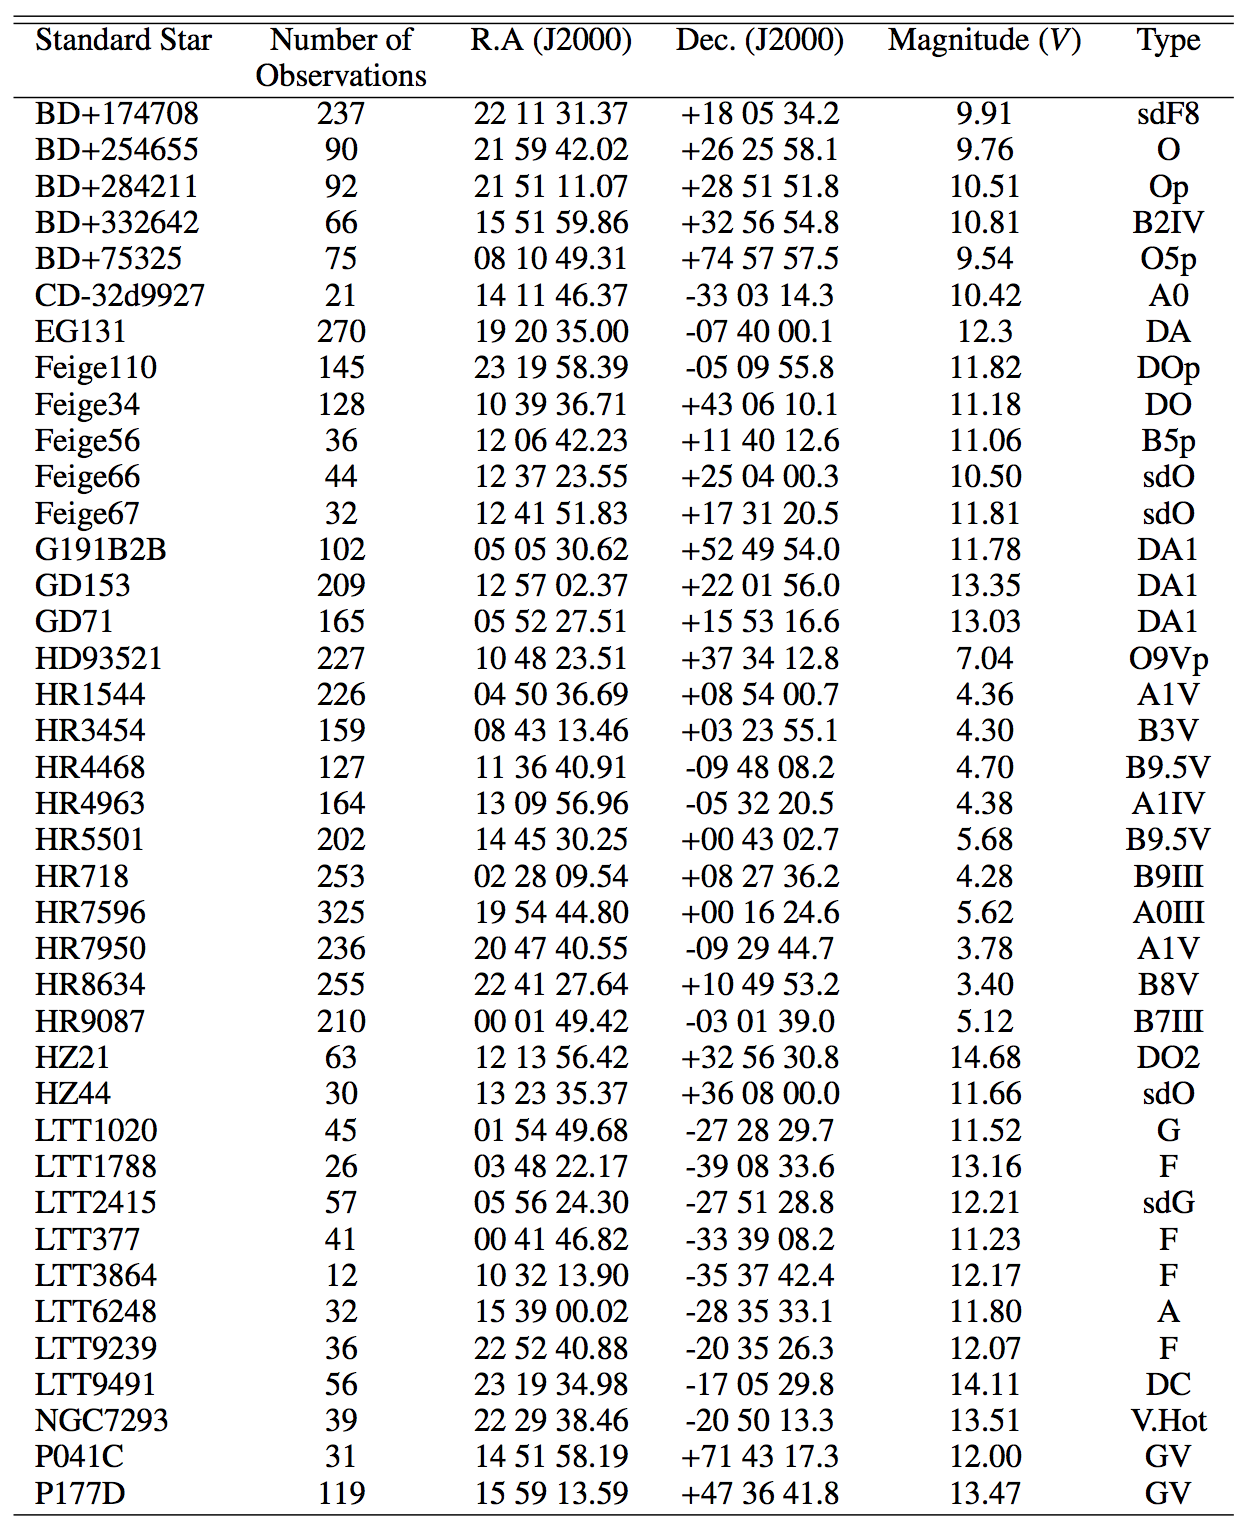 Standard Star Number of Observations R.A (J2000) Dec. (J2000) Magnitude (V) Type
BD+174708 237 22 11 31.37 +18 05 34.2 9.91 sdF8
BD+254655 90 21 59 42.02 +26 25 58.1 9.76 O
BD+284211 92 21 51 11.07 +28 51 51.8 10.51 Op
BD+332642 66 15 51 59.86 +32 56 54.8 10.81 B2IV
BD+75325 75 08 10 49.31 +74 57 57.5 9.54 O5p
CD-32d9927 21 14 11 46.37 -33 03 14.3 10.42 A0
EG131 270 19 20 35.00 -07 40 00.1 12.3 DA
Feige110 145 23 19 58.39 -05 09 55.8 11.82 DOp
Feige34 128 10 39 36.71 +43 06 10.1 11.18 DO
Feige56 36 12 06 42.23 +11 40 12.6 11.06 B5p
Feige66 44 12 37 23.55 +25 04 00.3 10.50 sdO
Feige67 32 12 41 51.83 +17 31 20.5 11.81 sdO
G191B2B 102 05 05 30.62 +52 49 54.0 11.78 DA1
GD153 209 12 57 02.37 +22 01 56.0 13.35 DA1
GD71 165 05 52 27.51 +15 53 16.6 13.03 DA1
HD93521 227 10 48 23.51 +37 34 12.8 7.04 O9Vp
HR1544 226 04 50 36.69 +08 54 00.7 4.36 A1V
HR3454 159 08 43 13.46 +03 23 55.1 4.30 B3V
HR4468 127 11 36 40.91 -09 48 08.2 4.70 B9.5V
HR4963 164 13 09 56.96 -05 32 20.5 4.38 A1IV
HR5501 202 14 45 30.25 +00 43 02.7 5.68 B9.5V
HR718 253 02 28 09.54 +08 27 36.2 4.28 B9III
HR7596 325 19 54 44.80 +00 16 24.6 5.62 A0III
HR7950 236 20 47 40.55 -09 29 44.7 3.78 A1V
HR8634 255 22 41 27.64 +10 49 53.2 3.40 B8V
HR9087 210 00 01 49.42 -03 01 39.0 5.12 B7III
HZ21 63 12 13 56.42 +32 56 30.8 14.68 DO2
HZ44 30 13 23 35.37 +36 08 00.0 11.66 sdO
LTT1020 45 01 54 49.68 -27 28 29.7 11.52 G
LTT1788 26 03 48 22.17 -39 08 33.6 13.16 F
LTT2415 57 05 56 24.30 -27 51 28.8 12.21 sdG
LTT377 41 00 41 46.82 -33 39 08.2 11.23 F
LTT3864 12 10 32 13.90 -35 37 42.4 12.17 F
LTT6248 32 15 39 00.02 -28 35 33.1 11.80 A
LTT9239 36 22 52 40.88 -20 35 26.3 12.07 F
LTT9491 56 23 19 34.98 -17 05 29.8 14.11 DC
NGC7293 39 22 29 38.46 -20 50 13.3 13.51 V.Hot
P041C 31 14 51 58.19 +71 43 17.3 12.00 GV
P177D 119 15 59 13.59 +47 36 41.8 13.47 GV